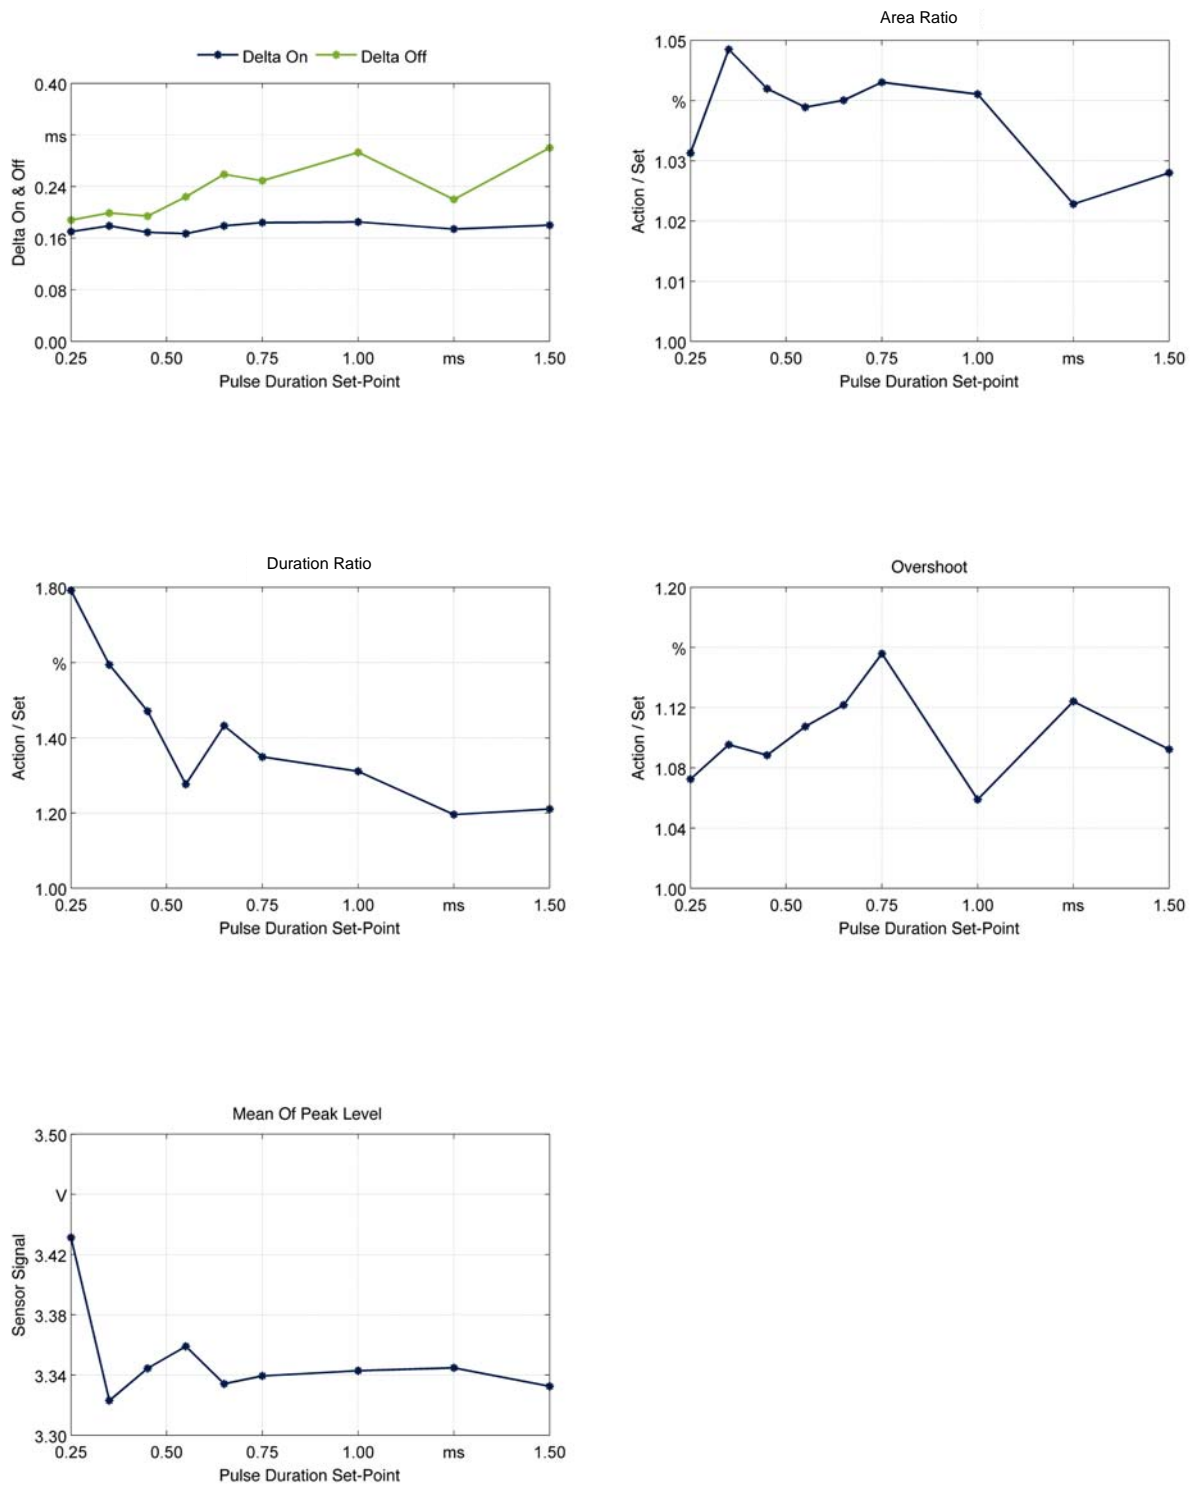 Delta On Delta Off
0.40
ms
0.24
0.16
0.08
0.00
Delta On & Off
0.25 0.50 0.75 1.00 ms 1.50
Pulse Duration Set-Point
Area Ratio
1.05
%
1.03
1.02
1.01
1.00
Action / Set
0.25 0.50 0.75 1.00 ms 1.50
Pulse Duration Set-point
Duration Ratio
1.80
%
1.40
1.20
1.00
Action / Set
0.25 0.50 0.75 1.00 ms 1.50
Pulse Duration Set-Point
Overshoot
1.20
%
1.12
1.08
1.04
1.00
Action / Set
0.25 0.50 0.75 1.00 ms 1.50
Pulse Duration Set-Point
Mean Of Peak Level
3.50
V
3.42
3.38
3.34
3.30
Sensor Signal
0.25 0.50 0.75 1.00 ms 1.50
Pulse Duration Set-Point